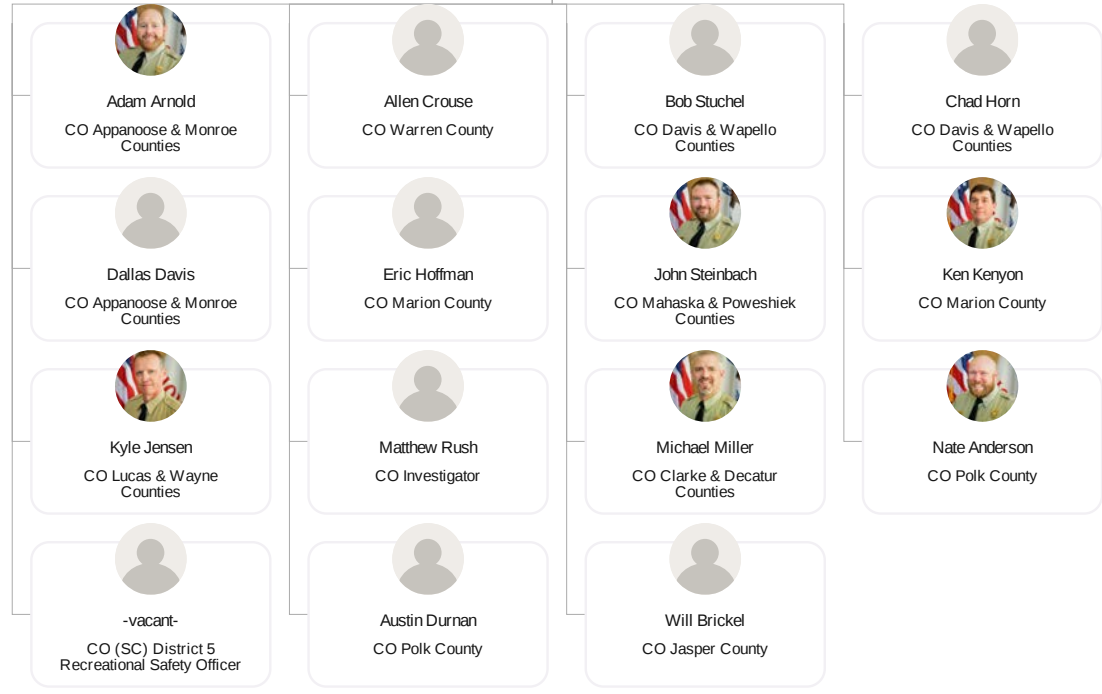 Adam Arnold
CO Appanoose & Monroe
Counties
Allen Crouse
CO Warren County
Bob Stuchel
CO Davis & Wapello
Counties
Chad Horn
CO Davis & Wapello
Counties
Dallas Davis
CO Appanoose & Monroe
Counties
Eric Hoffman
CO Marion County
John Steinbach
CO Mahaska & Poweshiek
Counties
Ken Kenyon
CO Marion County
Kyle Jensen
CO Lucas & Wayne
Counties
Matthew Rush
CO Investigator
Michael Miller
CO Clarke & Decatur
Counties
Nate Anderson
CO Polk County
-vacant-
CO (SC) District 5
Recreational Safety Officer
Austin Durnan
CO Polk County
Will Brickel
CO Jasper County